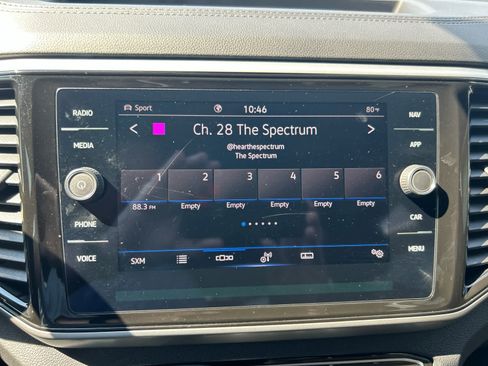 RADIO
Sport 10:46 80°F
NAV
Ch. 28 The Spectrum
< >
MEDIA
@hearthespectrum
APP
The Spectrum
1 2 3 4 5 6
88.3 FM Empty Empty Empty Empty Empty
PHONE
CAR
VOICE
SXM
MENU